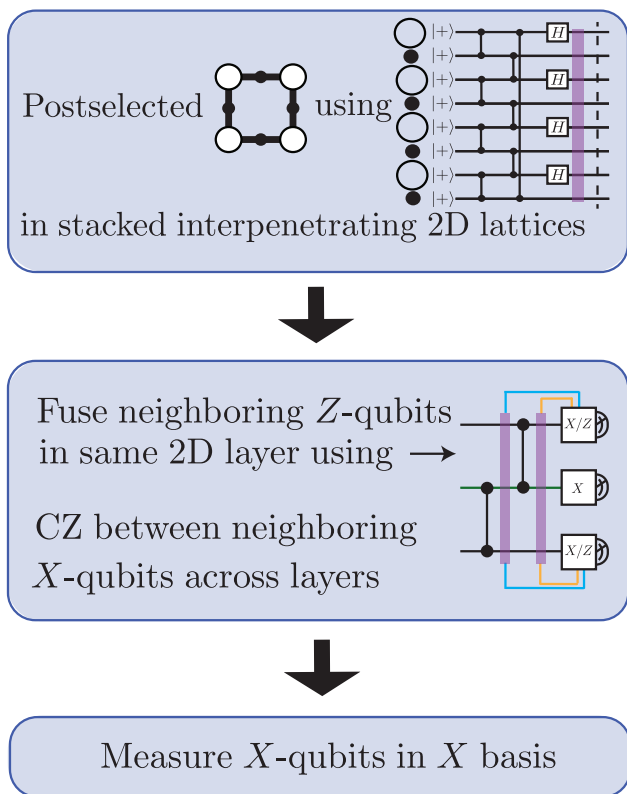 Postselected using
|+⟩ H
|+⟩
|+⟩ H
|+⟩
|+⟩ H
|+⟩
|+⟩ H
|+⟩
in stacked interpenetrating 2D lattices
Fuse neighboring Z-qubits
in same 2D layer using
CZ between neighboring
X-qubits across layers
X/Z
X
X/Z
Measure X-qubits in X basis